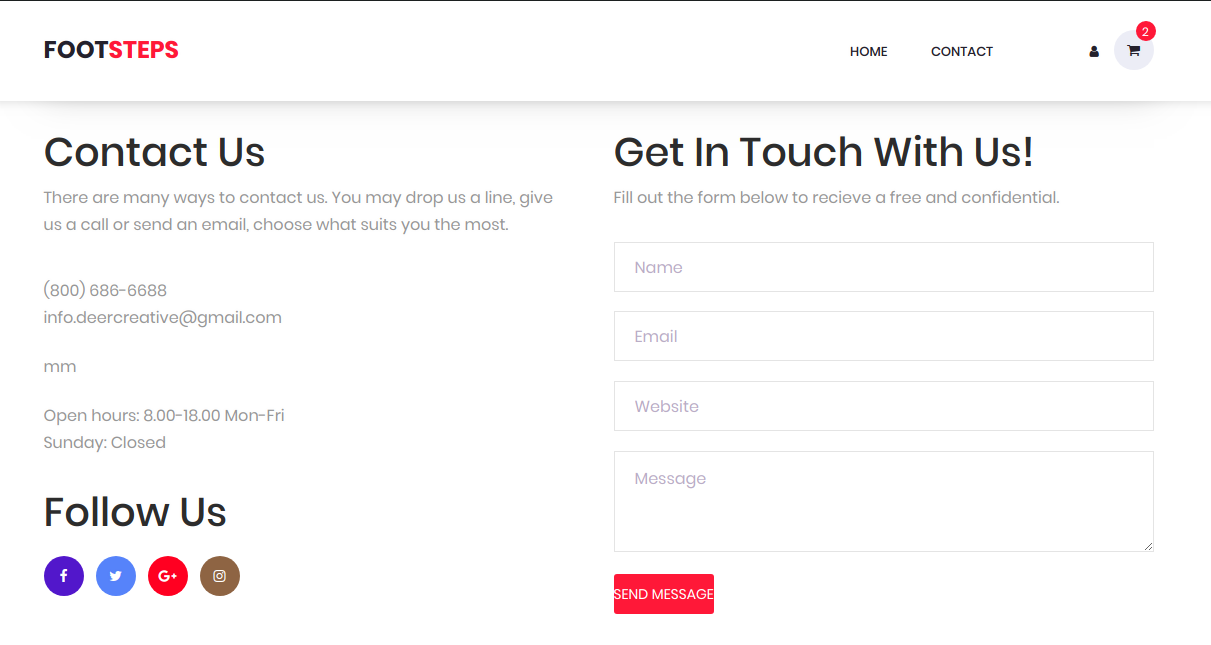 FOOTSTEPS
HOME
CONTACT
2
Contact Us
There are many ways to contact us. You may drop us a line, give
us a call or send an email, choose what suits you the most.
(800) 686-6688
info.deercreative@gmail.com
mm
Open hours: 8.00-18.00 Mon-Fri
Sunday: Closed
Follow Us
f
G+
Get In Touch With Us!
Fill out the form below to recieve a free and confidential.
Name
Email
Website
Message
SEND MESSAGE